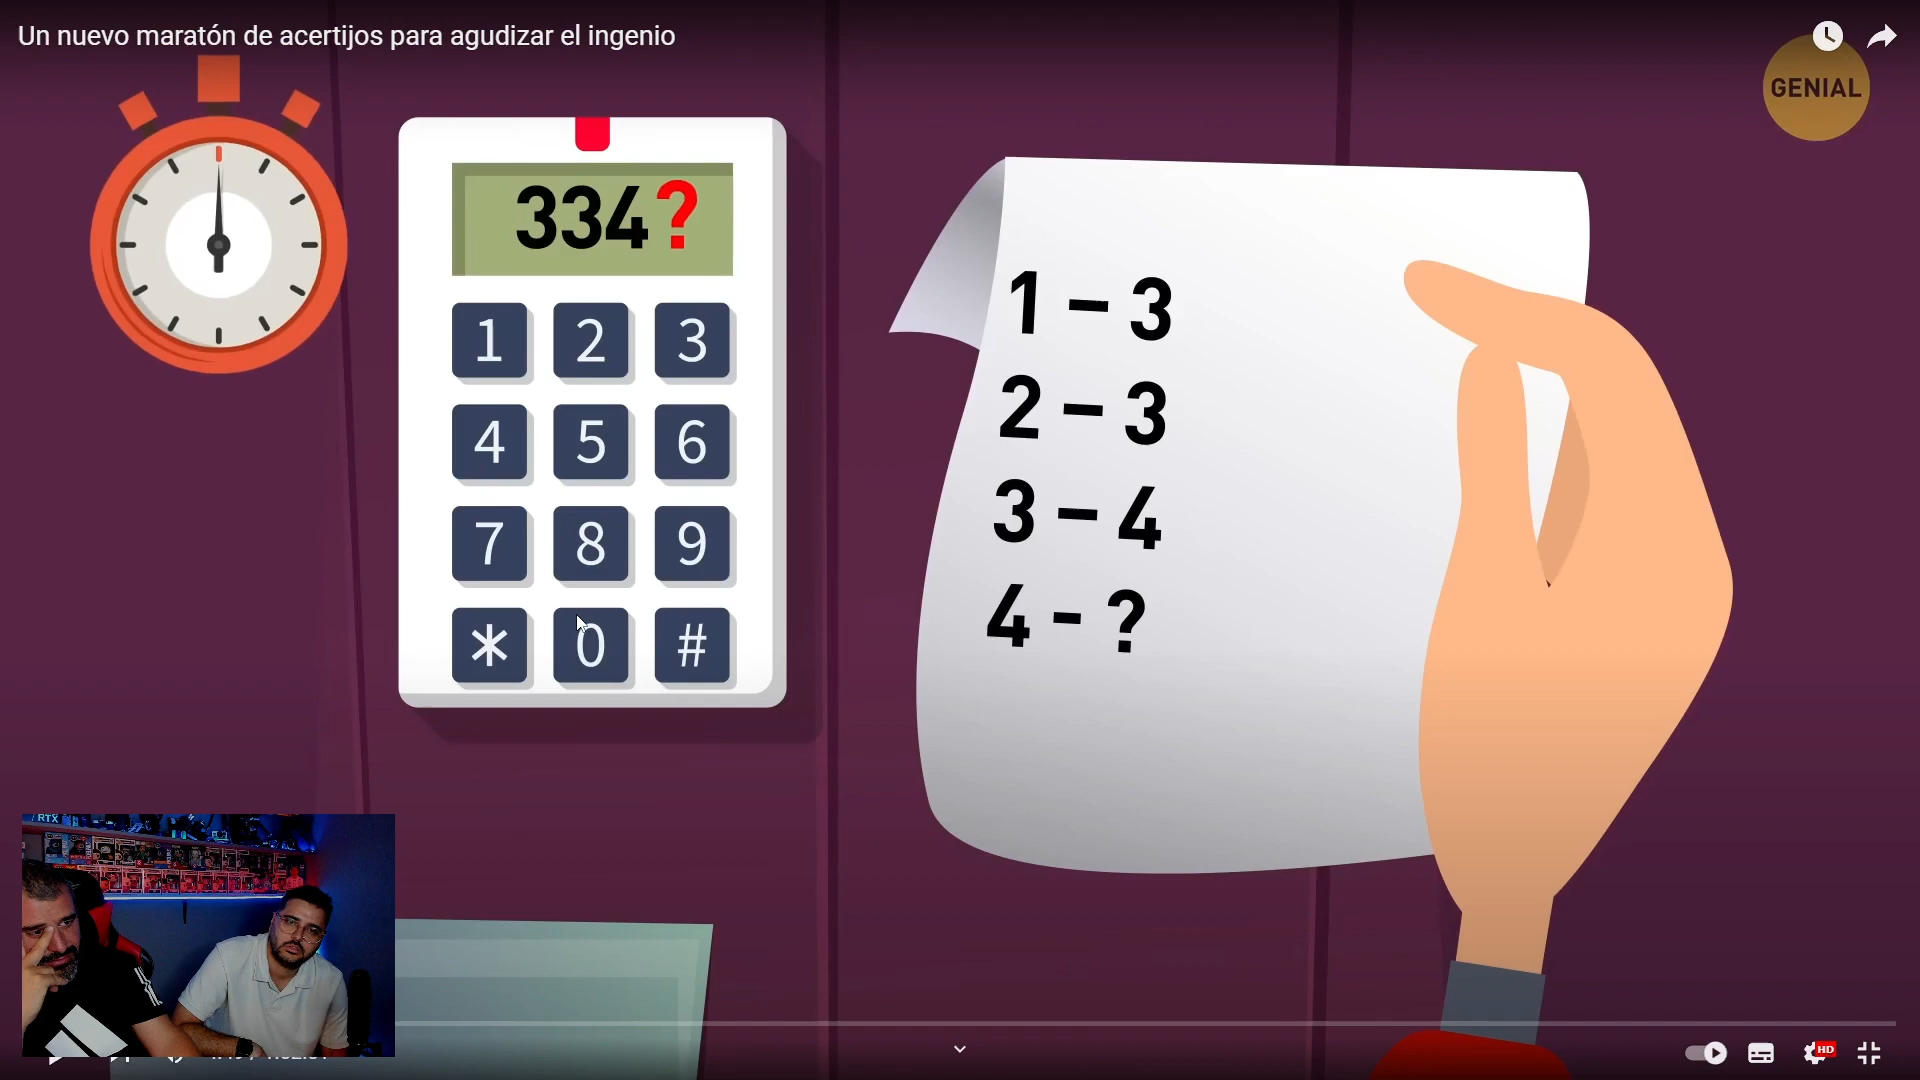 Un nuevo maratón de acertijos para agudizar el ingenio
GENIAL
334?
1 2 3
4 5 6
7 8 9
* 0 #
1 – 3
2 – 3
3 – 4
4 - ?
RTX
HD